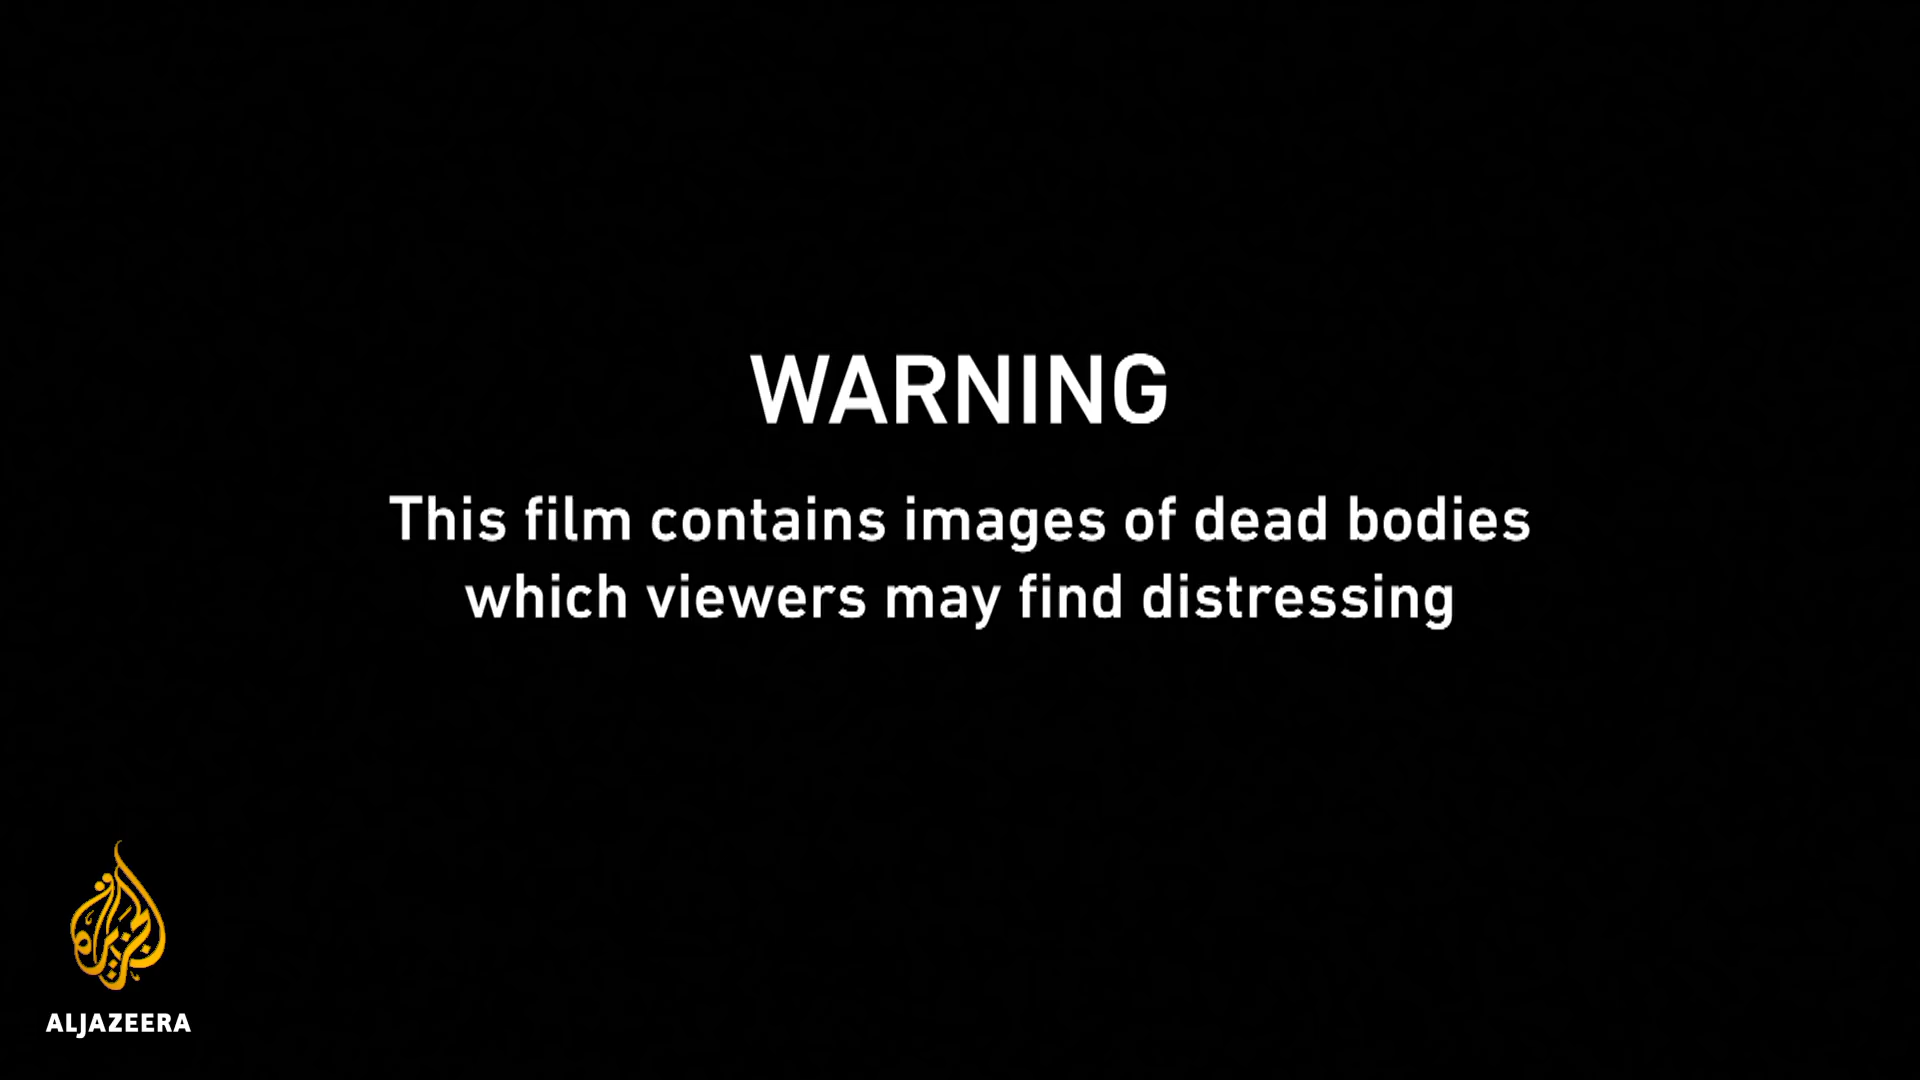 WARNING
This film contains images of dead bodies
which viewers may find distressing
الجزيرة
ALJAZEERA